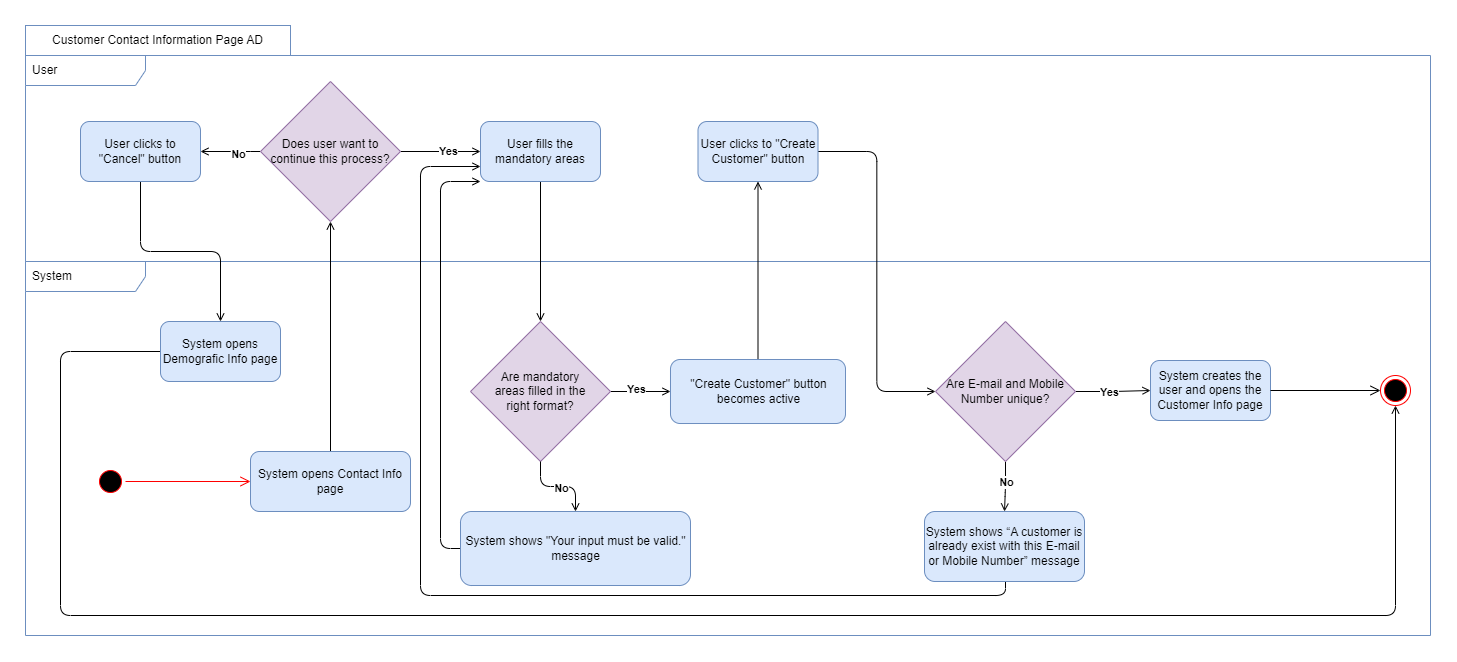 Customer Contact Information Page AD
User
User clicks to
"Cancel" button
No
Does user want to
continue this process?
Yes
User fills the
mandatory areas
User clicks to "Create
Customer" button
System
System opens
Demografic Info page
Are mandatory
areas filled in the
right format?
Yes
"Create Customer" button
becomes active
Are E-mail and Mobile
Number unique?
Yes
System creates the
user and opens the
Customer Info page
System opens Contact Info
page
No
System shows "Your input must be valid."
message
No
System shows “A customer is
already exist with this E-mail
or Mobile Number” message